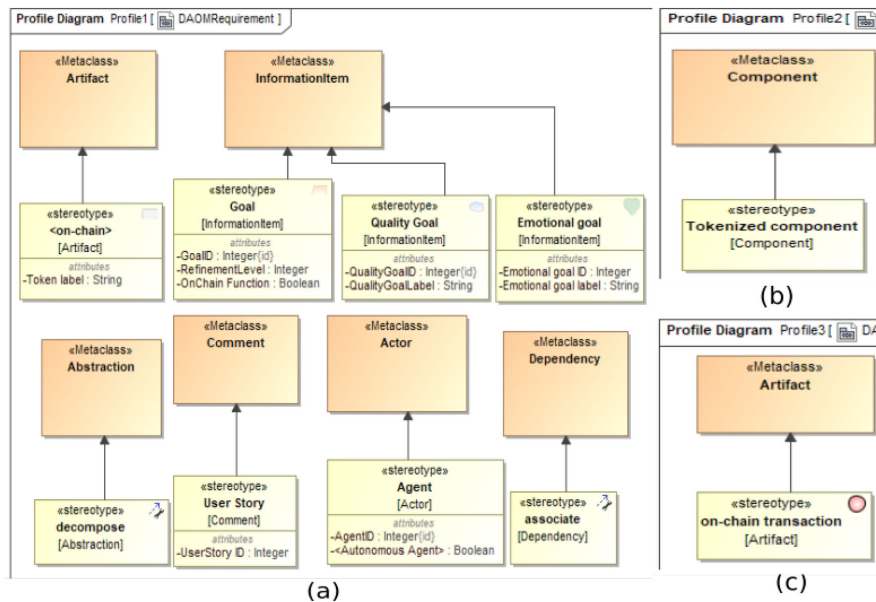 Profile Diagram Profile1 [ DAOMRequirement ]
«Metaclass»
Artifact
«Metaclass»
InformationItem
«stereotype»
<on-chain>
[Artifact]
attributes
-Token label : String
«stereotype»
Goal
[InformationItem]
attributes
-GoalID : Integer{id}
-RefinementLevel : Integer
-OnChain Function : Boolean
«stereotype»
Quality Goal
[InformationItem]
attributes
-QualityGoalID : Integer{id}
-QualityGoalLabel : String
«stereotype»
Emotional goal
[InformationItem]
attributes
-Emotional goal ID : Integer
-Emotional goal label : String
«Metaclass»
Abstraction
«Metaclass»
Comment
«Metaclass»
Actor
«Metaclass»
Dependency
«stereotype»
decompose
[Abstraction]
«stereotype»
User Story
[Comment]
attributes
-UserStory ID : Integer
«stereotype»
Agent
[Actor]
attributes
-AgentID : Integer{id}
-<Autonomous Agent> : Boolean
«stereotype»
associate
[Dependency]
(a)
Profile Diagram Profile2 [
«Metaclass»
Component
«stereotype»
Tokenized component
[Component]
(b)
Profile Diagram Profile3 [ DA
«Metaclass»
Artifact
«stereotype»
on-chain transaction
[Artifact]
(c)